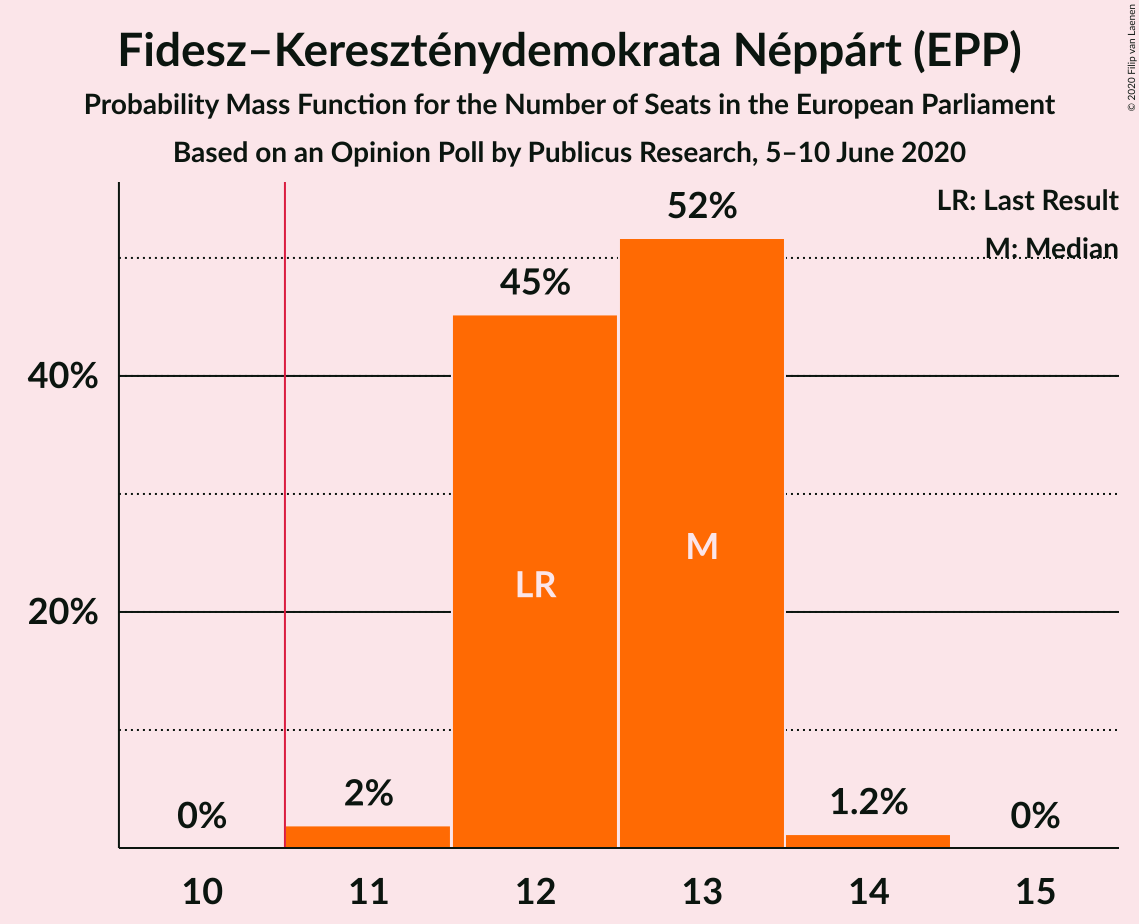 Fidesz–Kereszténydemokrata Néppárt (EPP)
Probability Mass Function for the Number of Seats in the European Parliament
Based on an Opinion Poll by Publicus Research, 5–10 June 2020
© 2020 Filip van Laenen
LR: Last Result
M: Median
52%
45%
40%
M
LR
20%
2%
1.2%
0%
0%
10 11 12 13 14 15